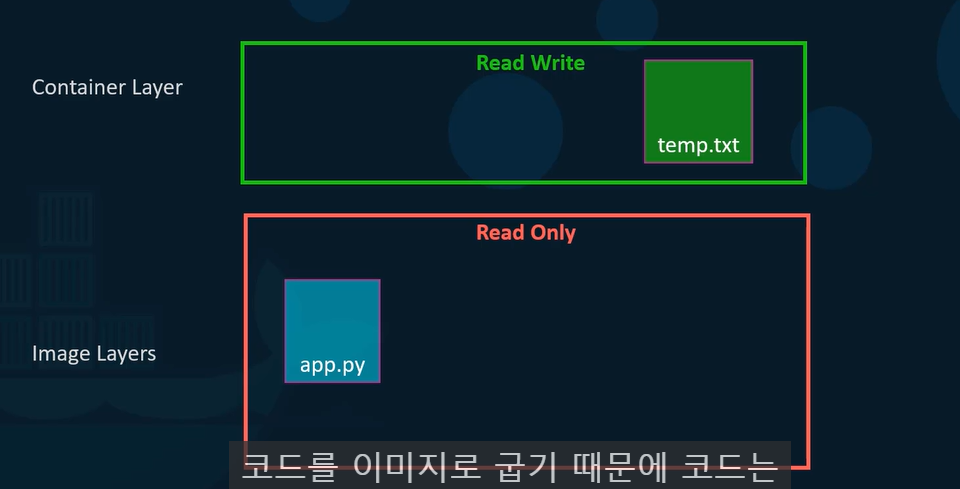 Read Write
Container Layer
temp.txt
Read Only
app.py
Image Layers
코드를 이미지로 굽기 때문에 코드는